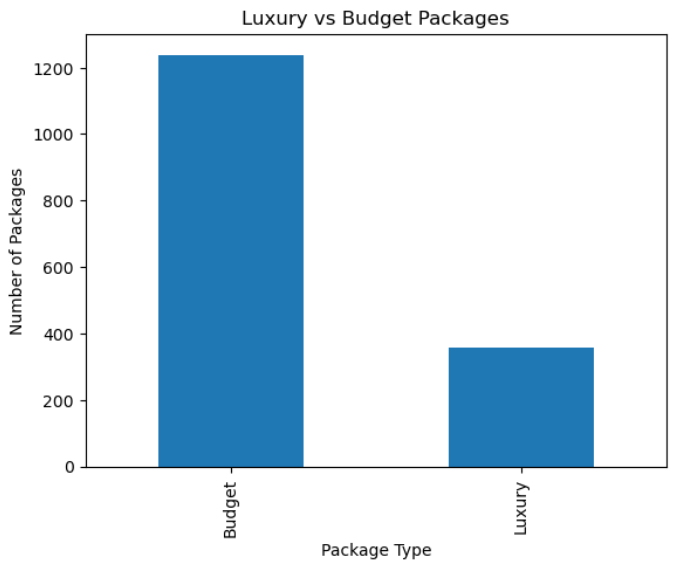 Luxury vs Budget Packages
Number of Packages
1200
1000
800
600
400
200
0
Budget
Luxury
Package Type